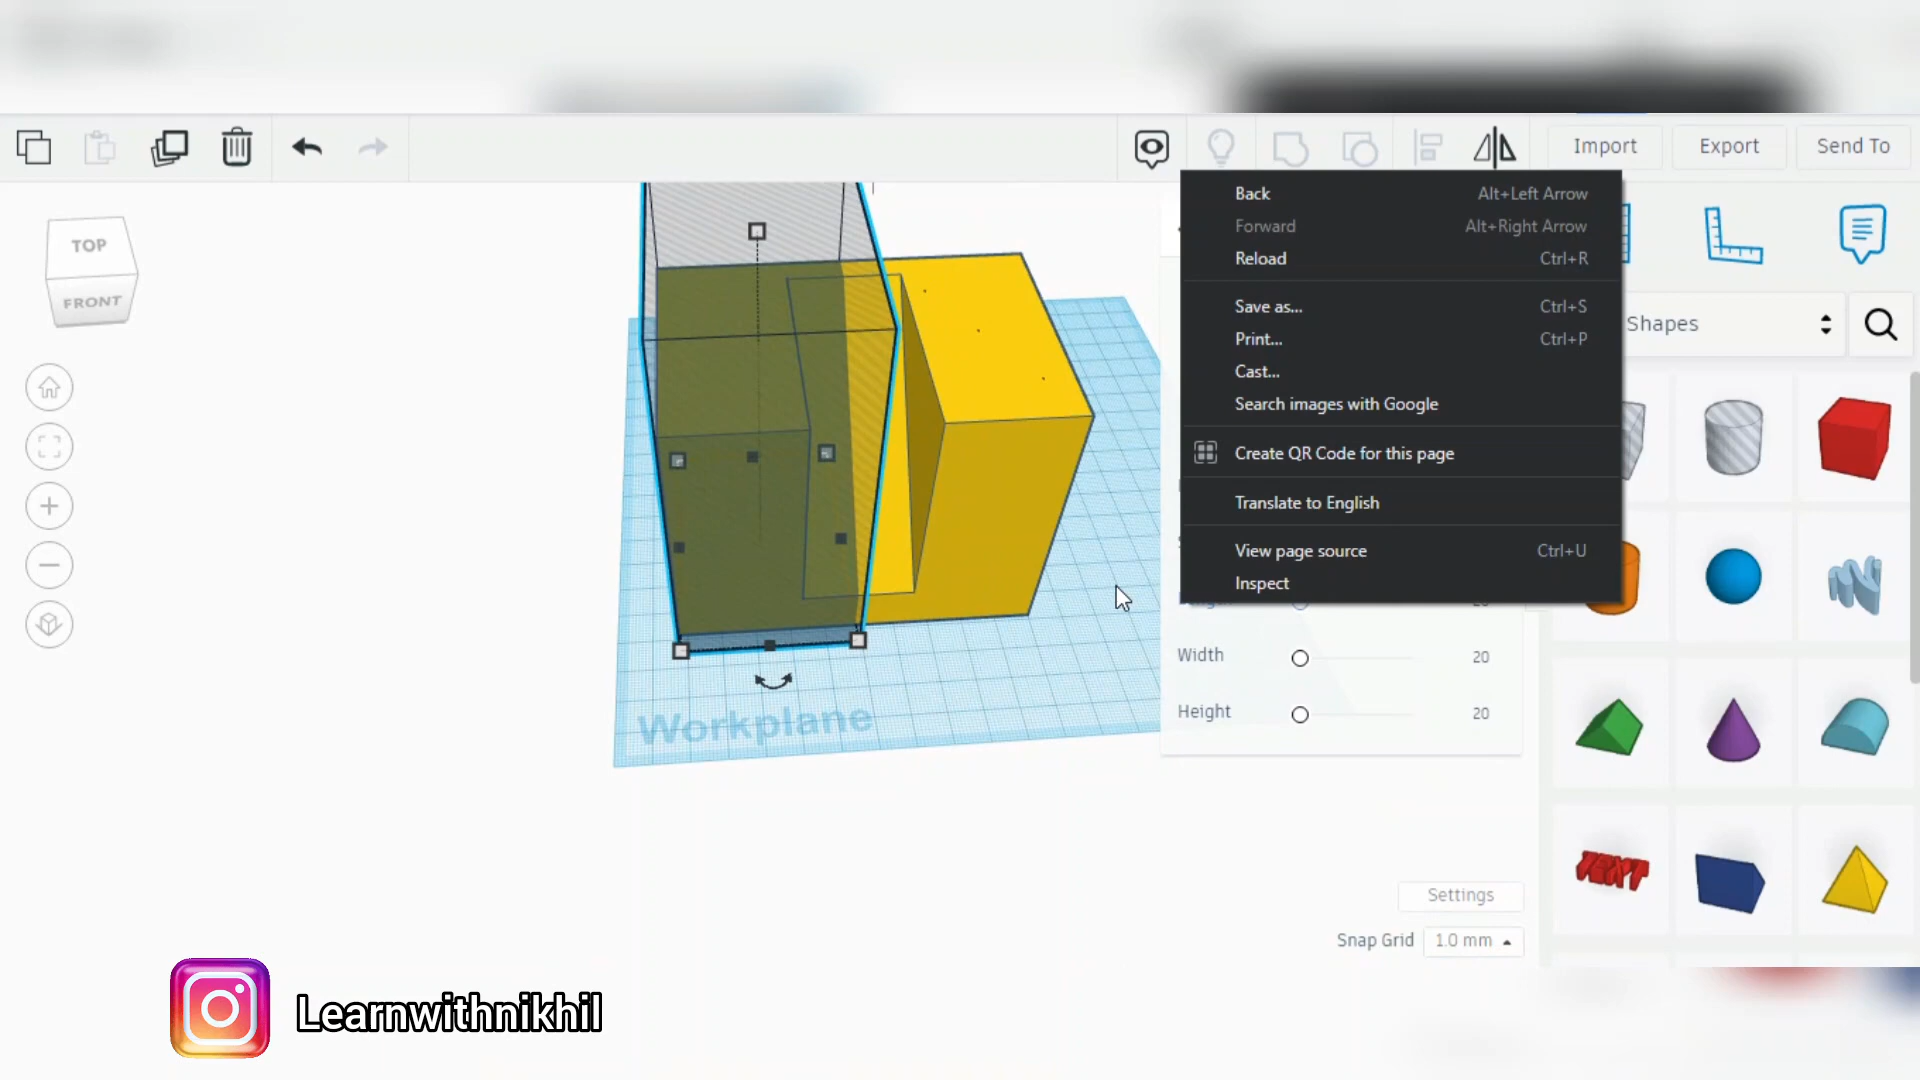 Import
Export
Send To
TOP
FRONT
Back Alt+Left Arrow
Forward Alt+Right Arrow
Reload Ctrl+R
Save as... Ctrl+S
Print... Ctrl+P
Cast...
Search images with Google
Create QR Code for this page
Translate to English
View page source Ctrl+U
Inspect
Shapes
Width 20
Height 20
Workplane
TEXT
Settings
Snap Grid 1.0 mm
Learnwithnikhil